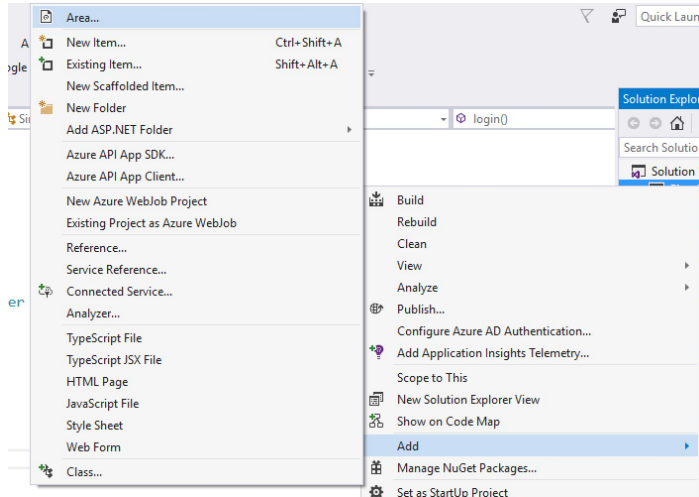 Area...
Quick Laun
A
New Item... Ctrl+Shift+A
ogle
Existing Item... Shift+Alt+A
New Scaffolded Item...
New Folder
Solution Explor
Sin
login()
Add ASP.NET Folder
Search Solutio
Azure API App SDK...
Solution
Azure API App Client...
New Azure WebJob Project
Existing Project as Azure WebJob
Reference...
Service Reference...
Connected Service...
er
Analyzer...
TypeScript File
TypeScript JSX File
HTML Page
JavaScript File
Style Sheet
Web Form
Class...
Build
Rebuild
Clean
View
Analyze
Publish...
Configure Azure AD Authentication...
Add Application Insights Telemetry...
Scope to This
New Solution Explorer View
Show on Code Map
Add
Manage NuGet Packages...
Set as StartUp Project